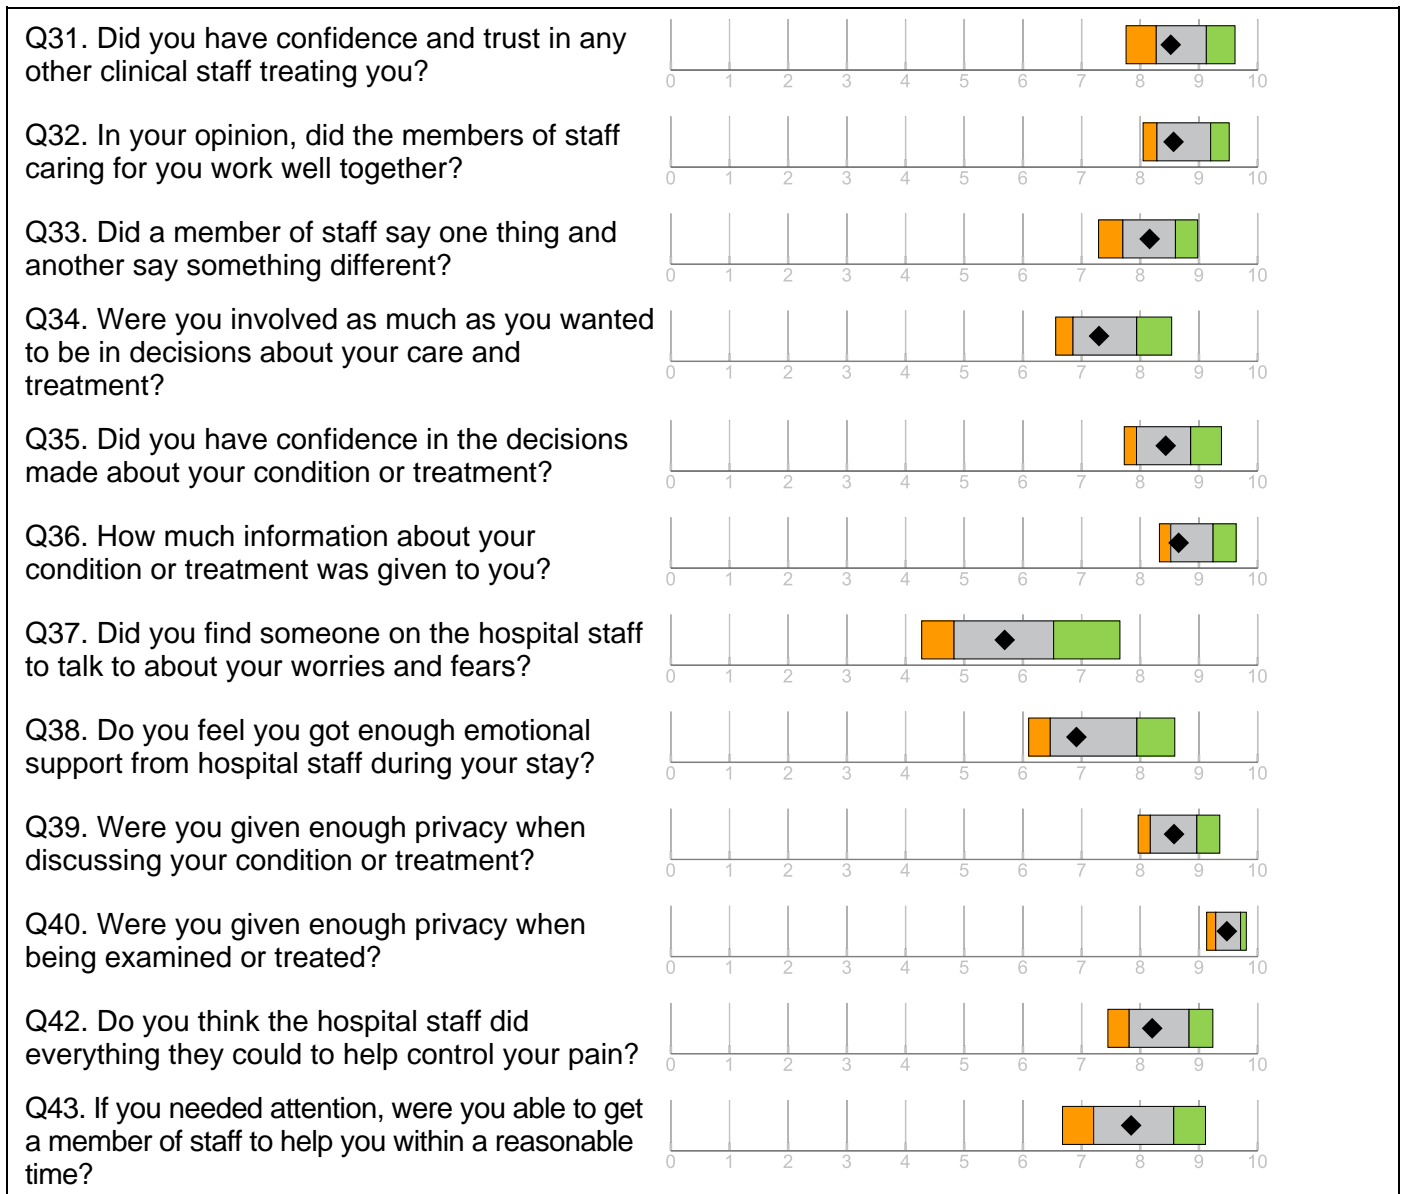 Q31. Did you have confidence and trust in any
other clinical staff treating you?
0 1 2 3 4 5 6 7 8 9 10
Q32. In your opinion, did the members of staff
caring for you work well together?
0 1 2 3 4 5 6 7 8 9 10
Q33. Did a member of staff say one thing and
another say something different?
0 1 2 3 4 5 6 7 8 9 10
Q34. Were you involved as much as you wanted
to be in decisions about your care and
treatment?
0 1 2 3 4 5 6 7 8 9 10
Q35. Did you have confidence in the decisions
made about your condition or treatment?
0 1 2 3 4 5 6 7 8 9 10
Q36. How much information about your
condition or treatment was given to you?
0 1 2 3 4 5 6 7 8 9 10
Q37. Did you find someone on the hospital staff
to talk to about your worries and fears?
0 1 2 3 4 5 6 7 8 9 10
Q38. Do you feel you got enough emotional
support from hospital staff during your stay?
0 1 2 3 4 5 6 7 8 9 10
Q39. Were you given enough privacy when
discussing your condition or treatment?
0 1 2 3 4 5 6 7 8 9 10
Q40. Were you given enough privacy when
being examined or treated?
0 1 2 3 4 5 6 7 8 9 10
Q42. Do you think the hospital staff did
everything they could to help control your pain?
0 1 2 3 4 5 6 7 8 9 10
Q43. If you needed attention, were you able to get
a member of staff to help you within a reasonable
time?
0 1 2 3 4 5 6 7 8 9 10